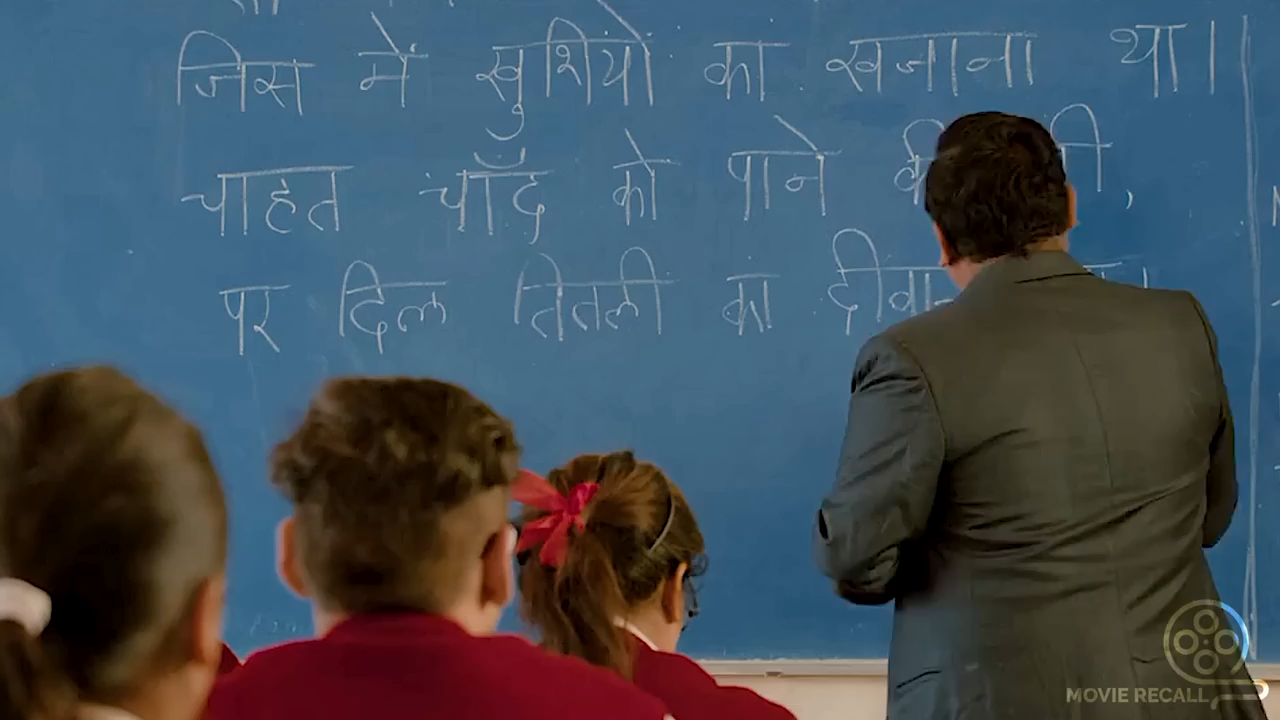 जिस में खुशियो का खजाना था।
चाहत चाँद को पाने
पर दिल तितली का
MOVIE RECALL